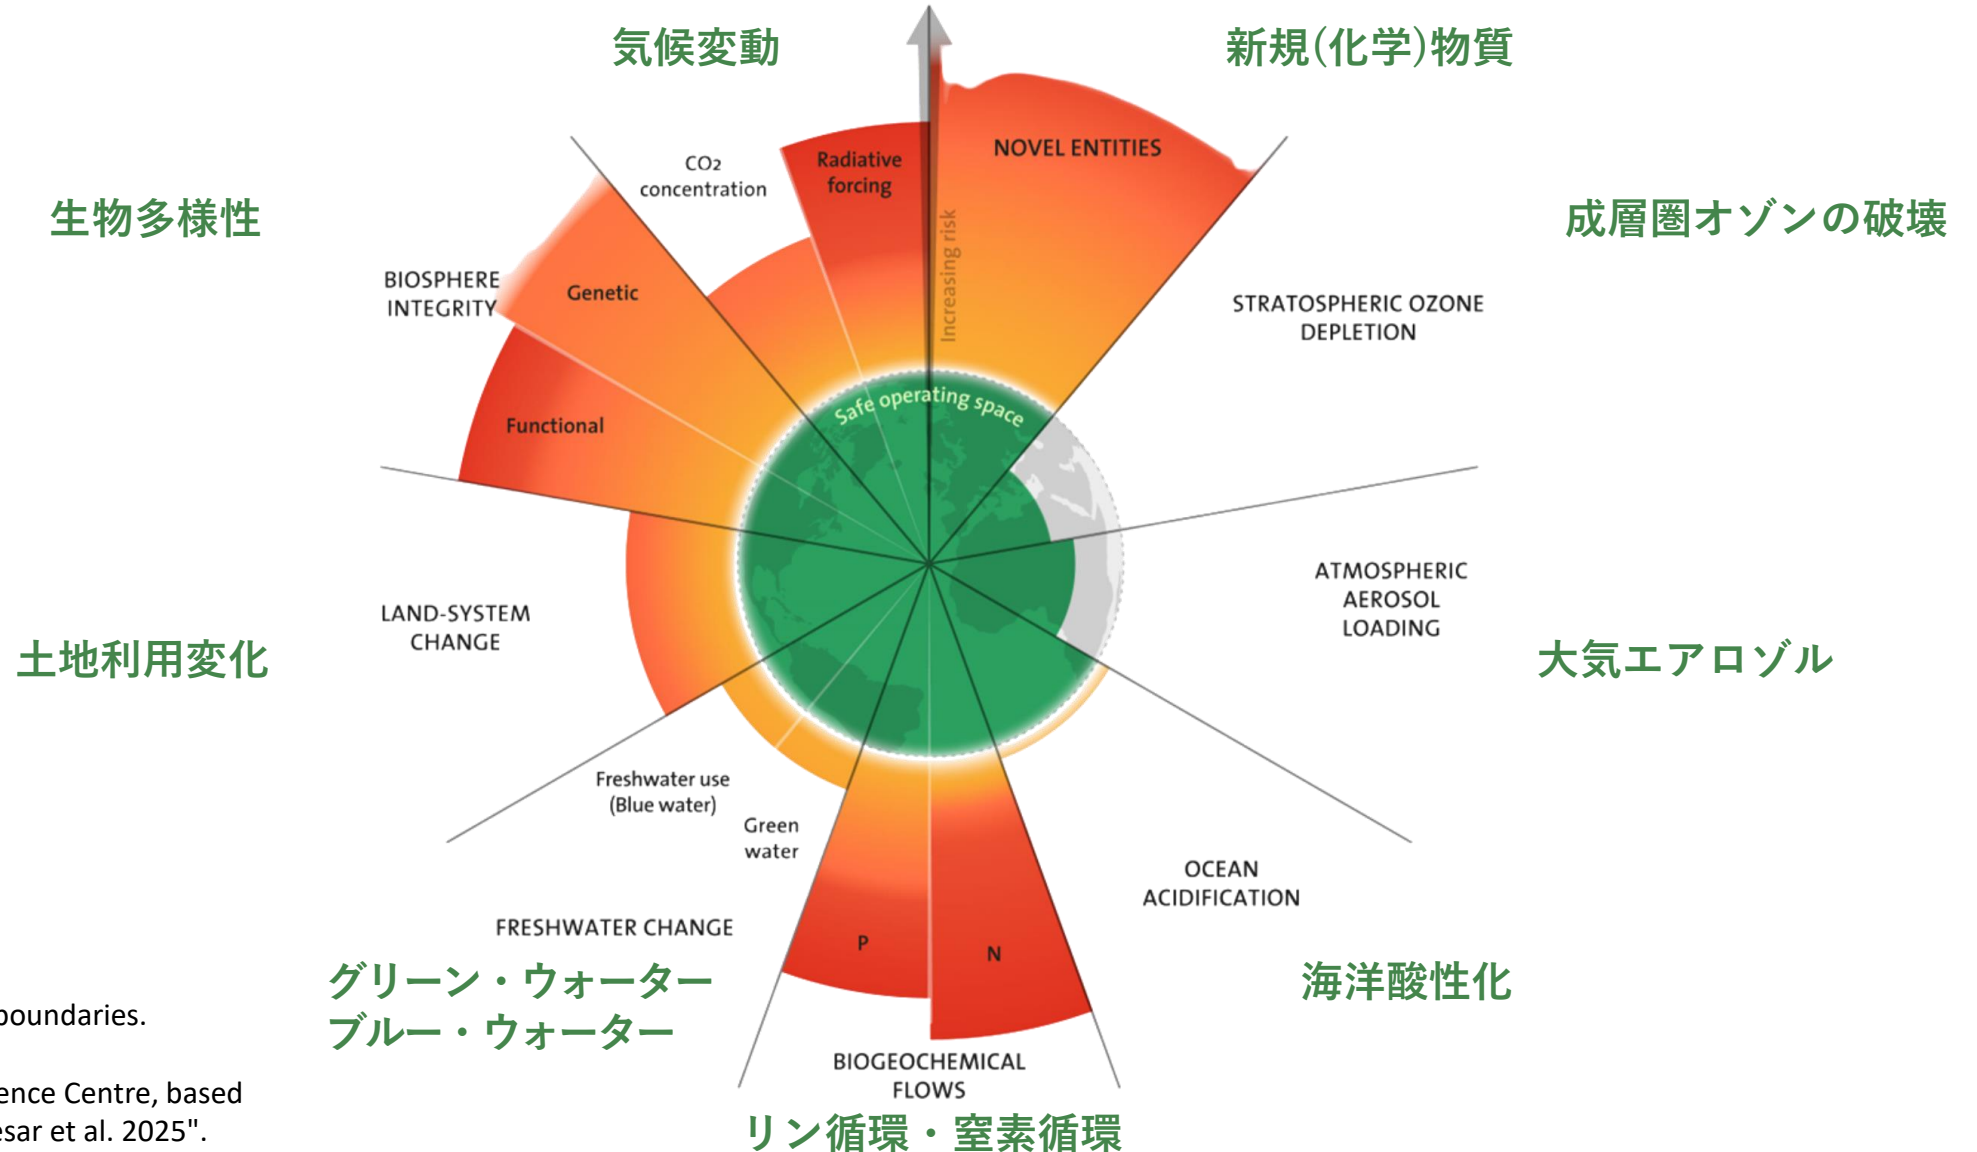 気候変動
新規(化学)物質
生物多様性
成層圏オゾンの破壊
CO2
concentration
Radiative
forcing
Increasing risk
NOVEL ENTITIES
BIOSPHERE
INTEGRITY
Genetic
Functional
STRATOSPHERIC OZONE
DEPLETION
Safe operating space
LAND-SYSTEM
CHANGE
土地利用変化
ATMOSPHERIC
AEROSOL
LOADING
大気エアロゾル
Freshwater use
(Blue water)
Green
water
FRESHWATER CHANGE
グリーン・ウォーター
ブルー・ウォーター
P
N
OCEAN
ACIDIFICATION
海洋酸性化
BIOGEOCHEMICAL
FLOWS
リン循環・窒素循環
boundaries.
ence Centre, based
esar et al. 2025".